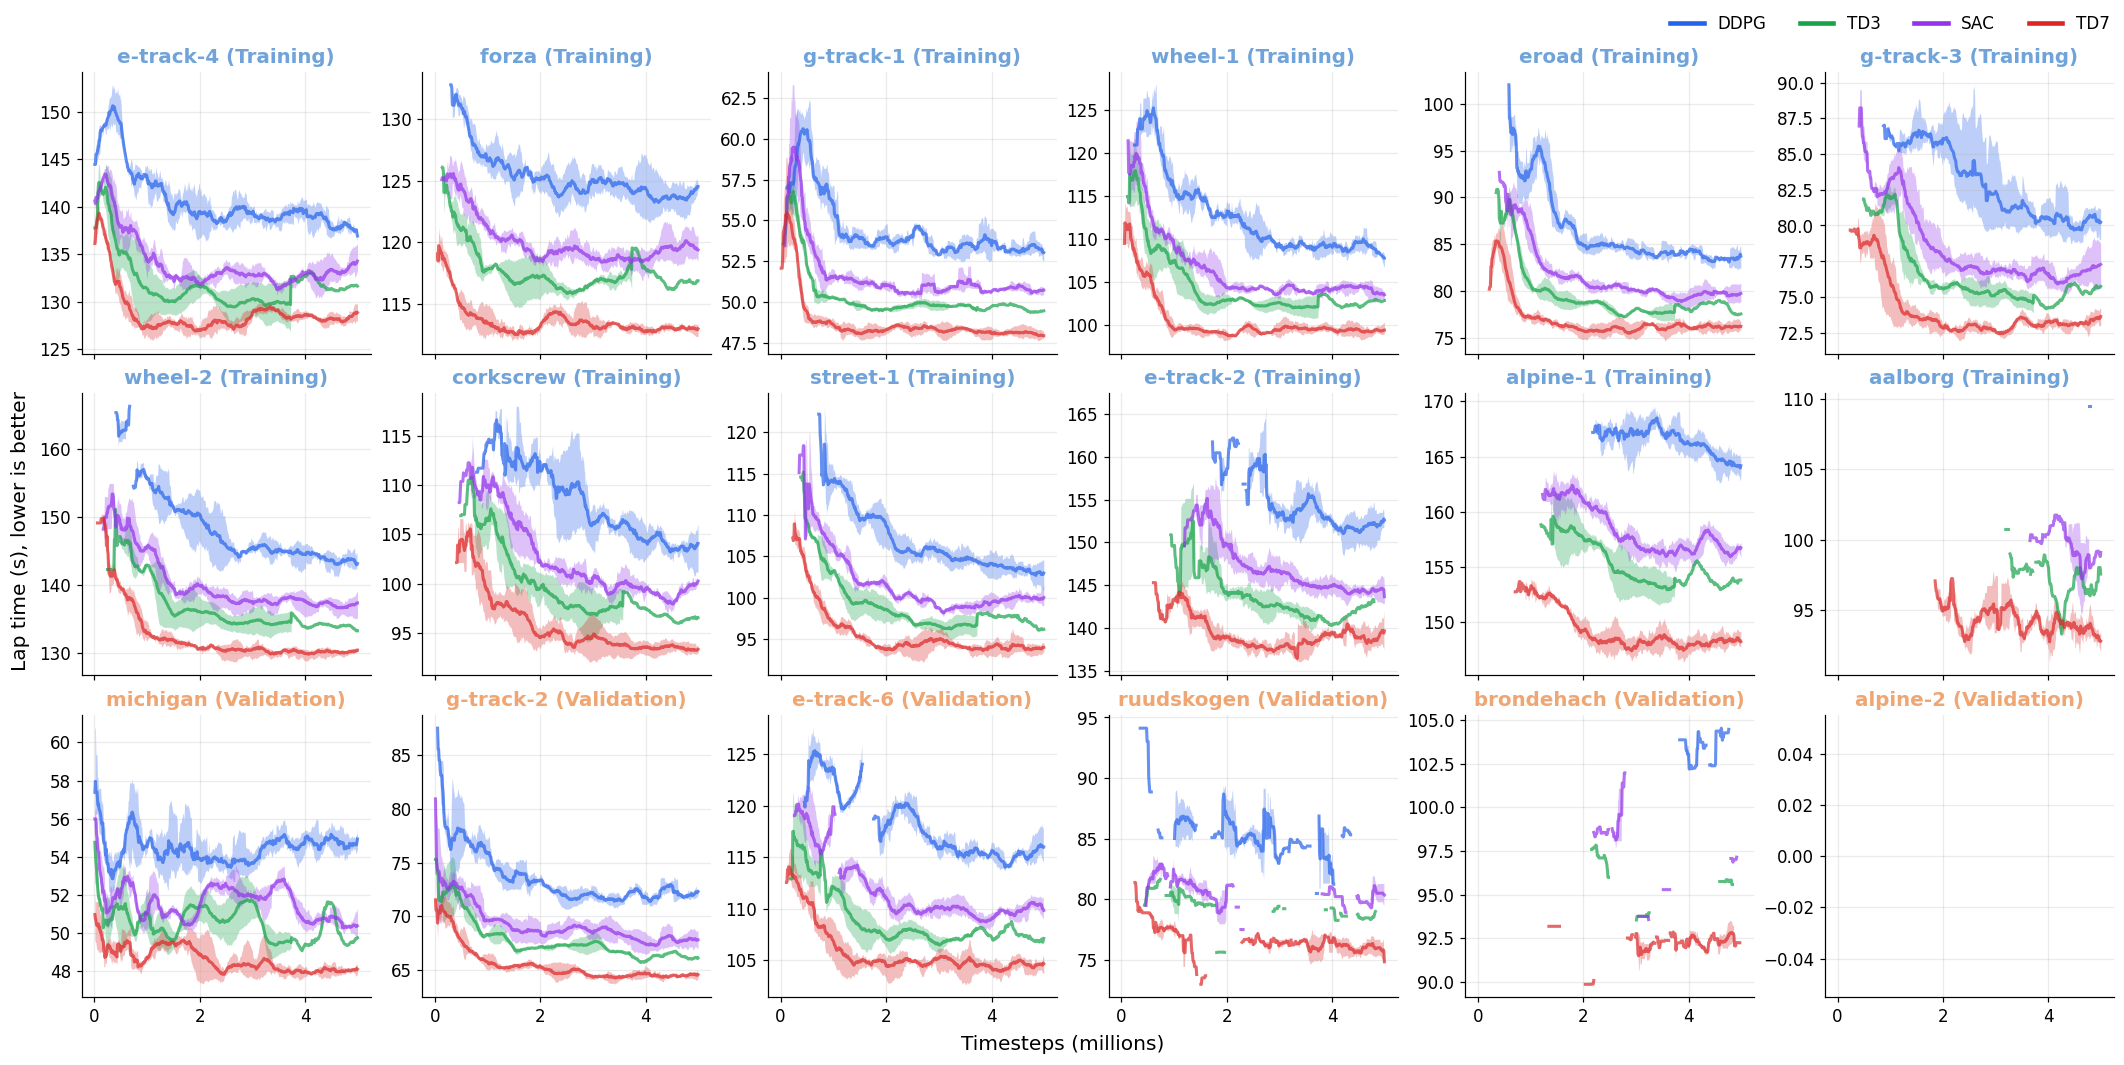 DDPG TD3 SAC TD7
e-track-4 (Training) forza (Training) g-track-1 (Training) wheel-1 (Training) eroad (Training) g-track-3 (Training)
150 145 140 135 130 125
130 125 120 115
62.5 60.0 57.5 55.0 52.5 50.0 47.5
125 120 115 110 105 100
100 95 90 85 80 75
90.0 87.5 85.0 82.5 80.0 77.5 75.0 72.5
wheel-2 (Training) corkscrew (Training) street-1 (Training) e-track-2 (Training) alpine-1 (Training) aalborg (Training)
160 150 140 130
115 110 105 100 95
120 115 110 105 100 95
165 160 155 150 145 140 135
170 165 160 155 150
110 105 100 95
Lap time (s), lower is better
michigan (Validation) g-track-2 (Validation) e-track-6 (Validation) ruudskogen (Validation) brondehach (Validation) alpine-2 (Validation)
60 58 56 54 52 50 48
85 80 75 70 65
125 120 115 110 105
95 90 85 80 75
105.0 102.5 100.0 97.5 95.0 92.5 90.0
0.04 0.02 0.00 −0.02 −0.04
0 2 4 0 2 4 0 2 4 0 2 4 0 2 4 0 2 4
Timesteps (millions)